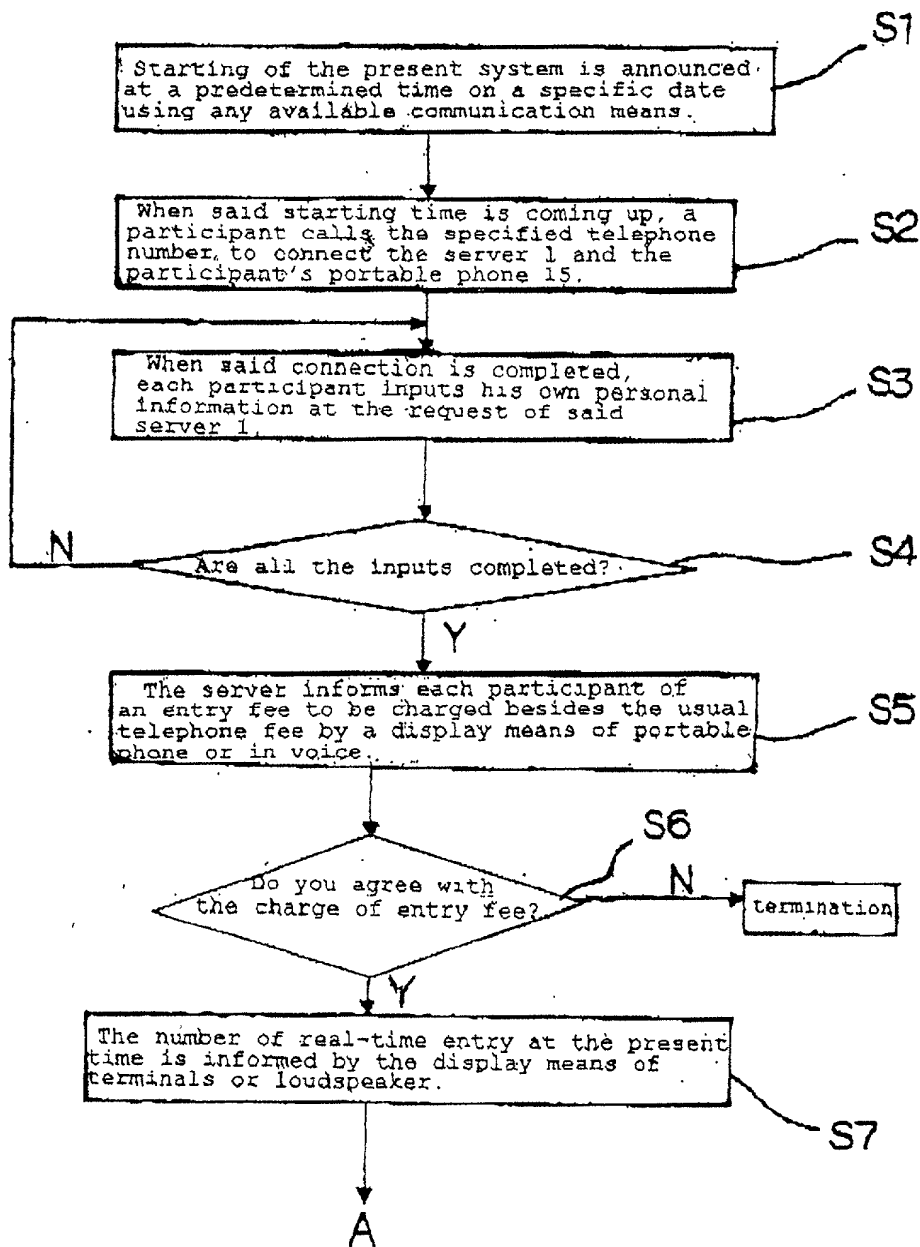 S1
Starting of the present system is announced
at a predetermined time on a specific date
using any available communication means.
When said starting time is coming up, a
participant calls the specified telephone
number, to connect the server 1 and the
participant's portable phone 15.
S2
When said connection is completed,
each participant inputs his own personal
information at the request of said
server 1.
S3
N
Are all the inputs completed?
S4
Y
The server informs each participant of
an entry fee to be charged besides the usual
telephone fee by a display means of portable
phone or in voice.
S5
S6
Do you agree with
the charge of entry fee?
N
termination
Y
The number of real-time entry at the present
time is informed by the display means of
terminals or loudspeaker.
S7
A